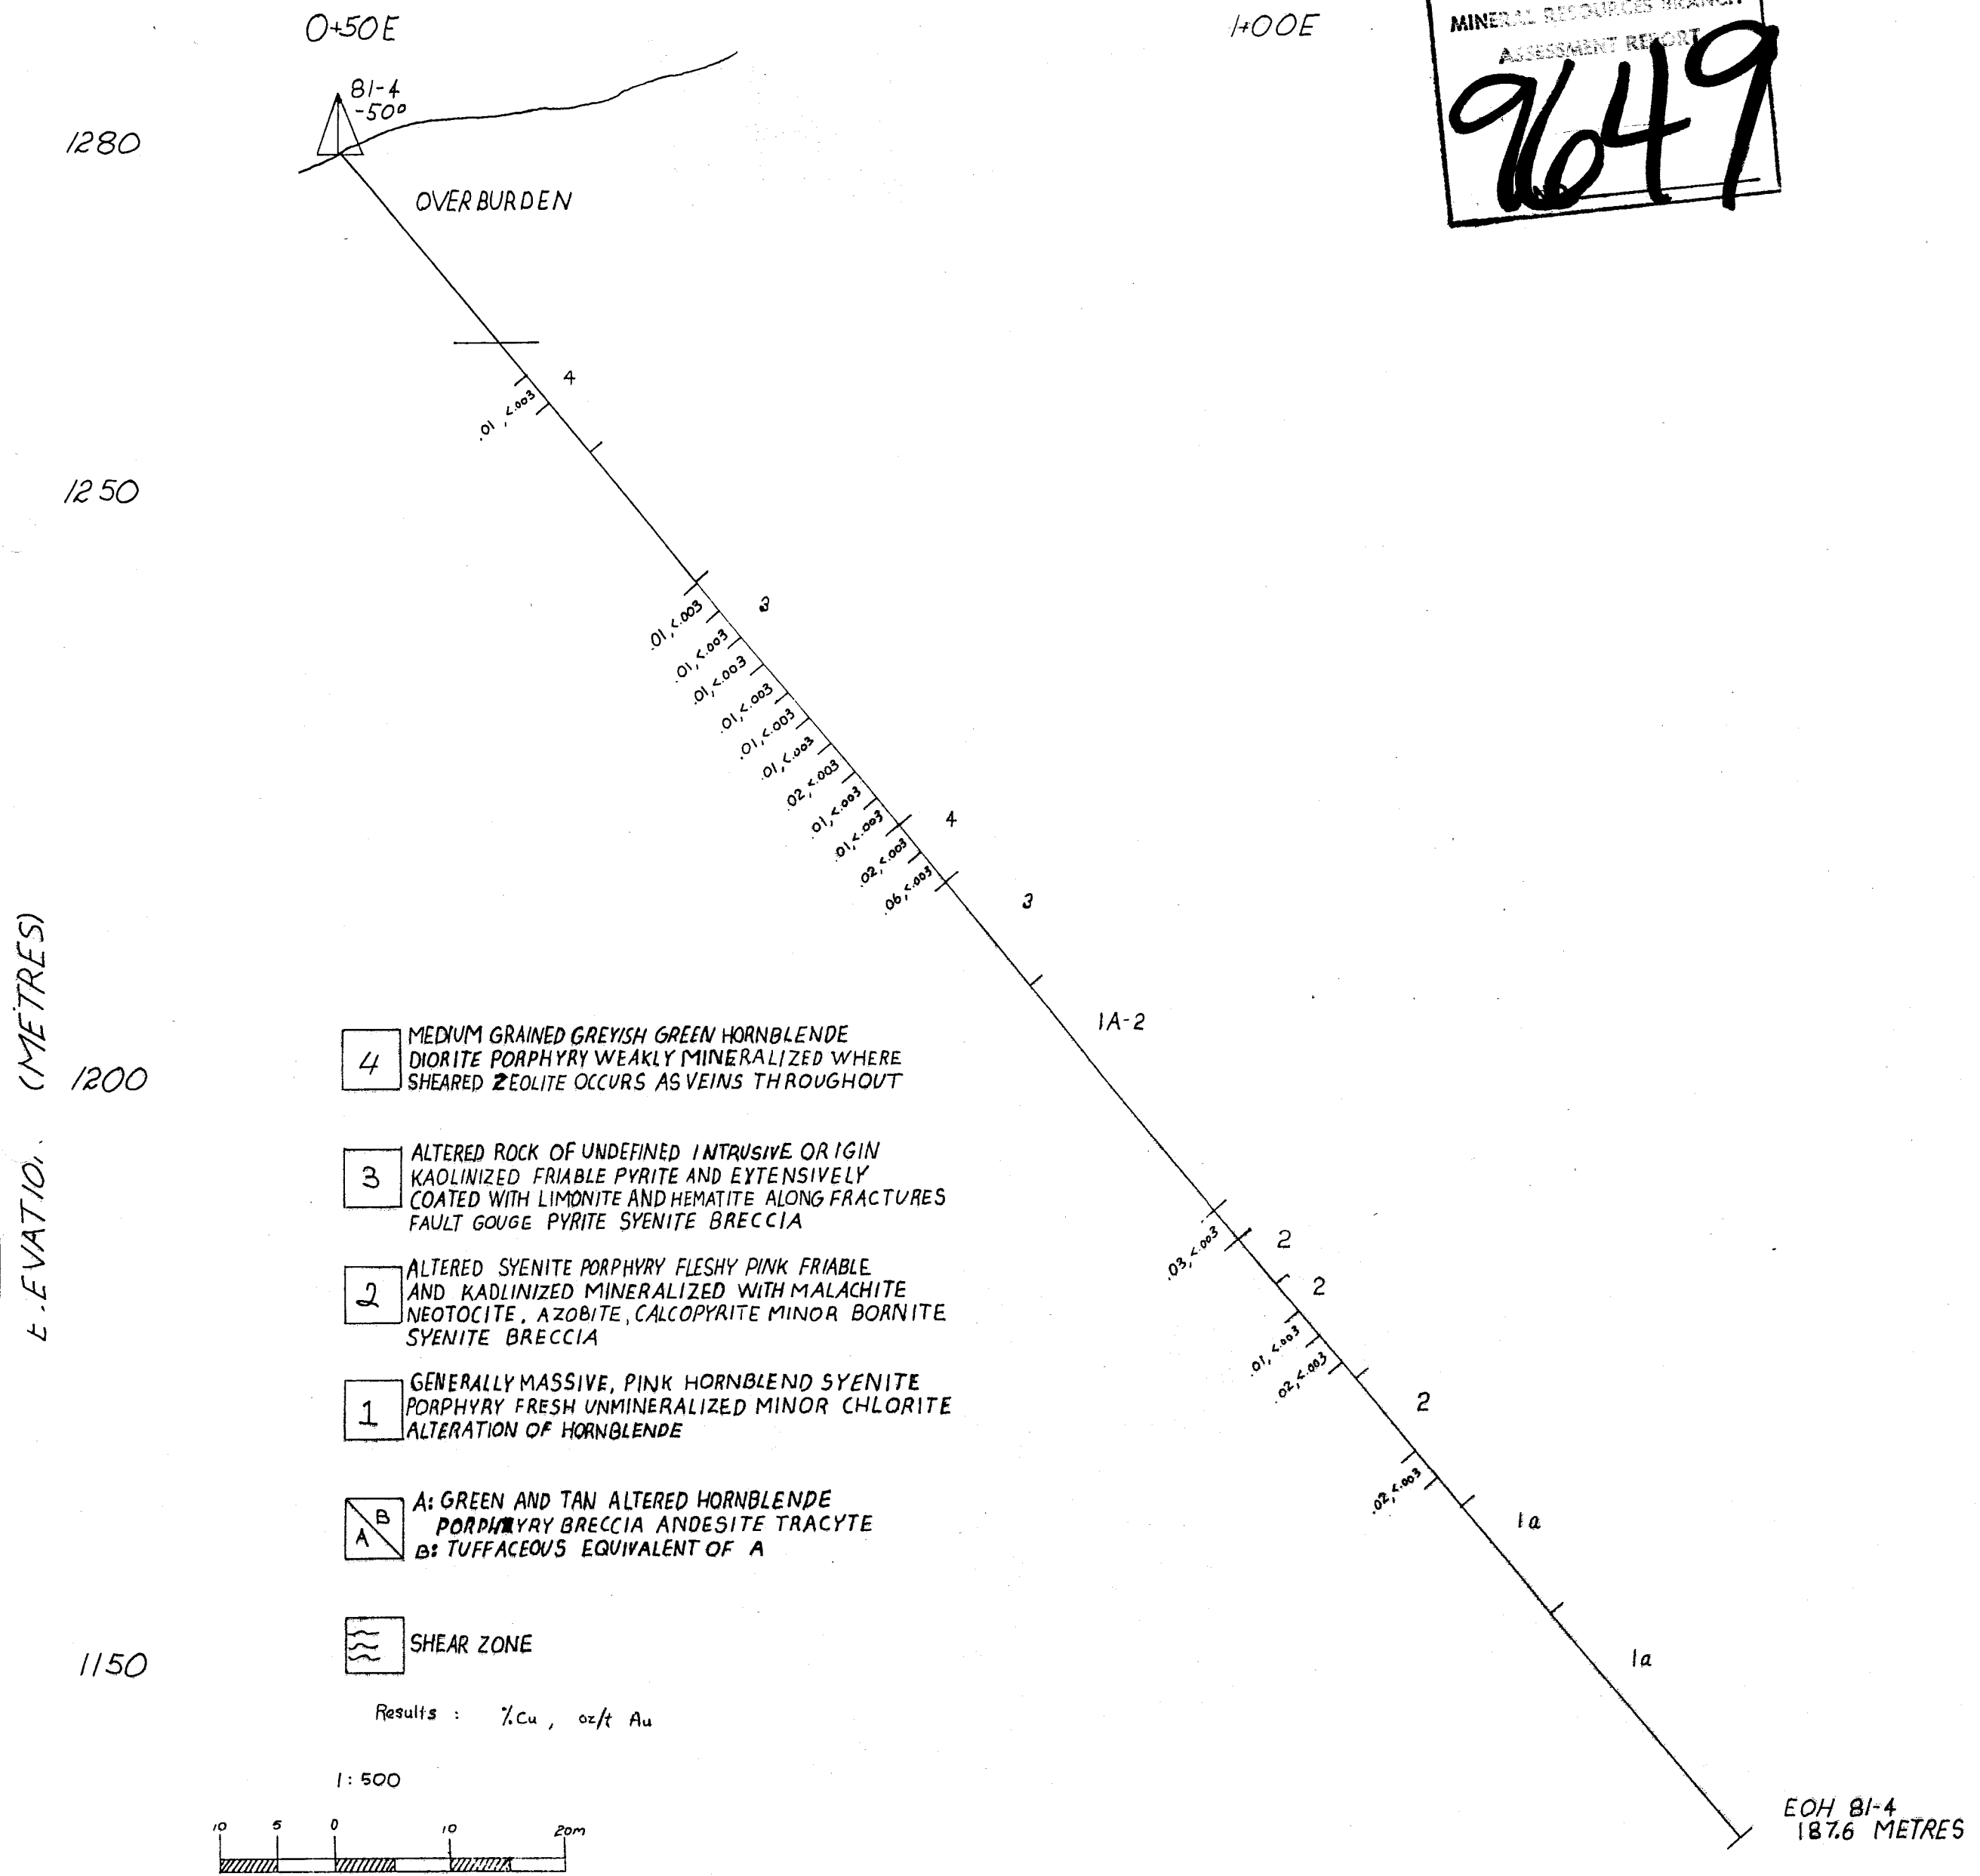 0+50E
1+00E
MINERAL RESOURCES BRANCH
ASSESSMENT REPORT
9649
NO
81-4
-50°
1280
OVERBURDEN
4
.01, <.003
1250
3
.01, <.003
.01, <.003
.01, <.003
.01, <.003
.01, <.003
.01, <.003
.02, <.003
.01, <.003
.01, <.003
4
.02, <.003
.06, <.003
3
1A-2
(METRES)
1200
4
MEDIUM GRAINED GREYISH GREEN HORNBLENDE
DIORITE PORPHYRY WEAKLY MINERALIZED WHERE
SHEARED ZEOLITE OCCURS AS VEINS THROUGHOUT
3
ALTERED ROCK OF UNDEFINED INTRUSIVE ORIGIN
KAOLINIZED FRIABLE PYRITE AND EXTENSIVELY
COATED WITH LIMONITE AND HEMATITE ALONG FRACTURES
FAULT GOUGE PYRITE SYENITE BRECCIA
2
ALTERED SYENITE PORPHYRY FLESHY PINK FRIABLE
AND KAOLINIZED MINERALIZED WITH MALACHITE
NEOTOCITE, AZOBITE, CALCOPYRITE MINOR BORNITE
SYENITE BRECCIA
1
GENERALLY MASSIVE, PINK HORNBLEND SYENITE
PORPHYRY FRESH UNMINERALIZED MINOR CHLORITE
ALTERATION OF HORNBLENDE
A B
A: GREEN AND TAN ALTERED HORNBLENDE
PORPHYRY BRECCIA ANDESITE TRACYTE
B: TUFFACEOUS EQUIVALENT OF A
SHEAR ZONE
.03, <.003
2
2
.01, <.003
.02, <.003
2
.02, <.003
1a
1150
1a
Results : %Cu, oz/t Au
1:500
10 5 0 10 20m
EOH 81-4
187.6 METRES